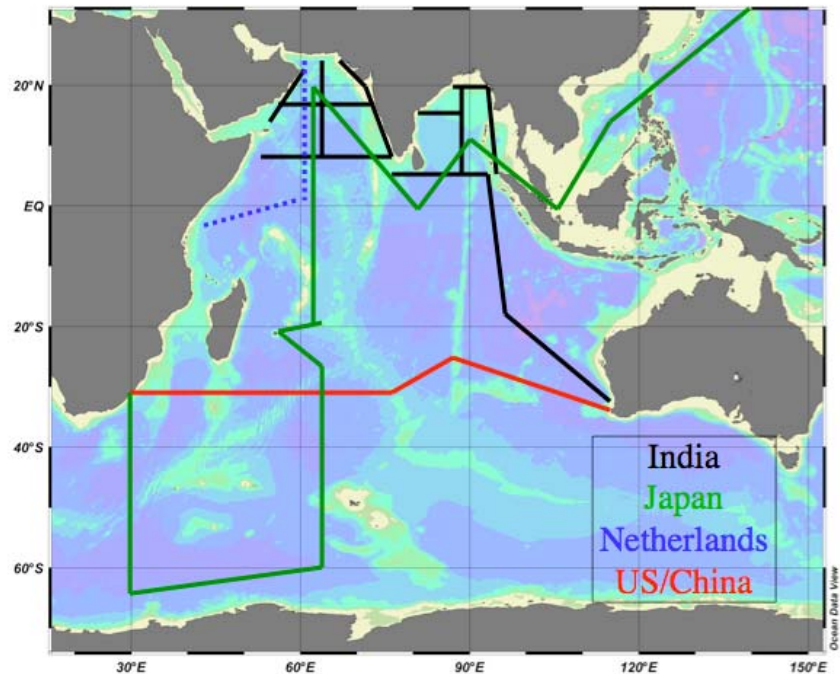 20°N
EQ
20°S
40°S
60°S
30°E
60°E
90°E
120°E
150°E
India
Japan
Netherlands
US/China
Ocean Data View